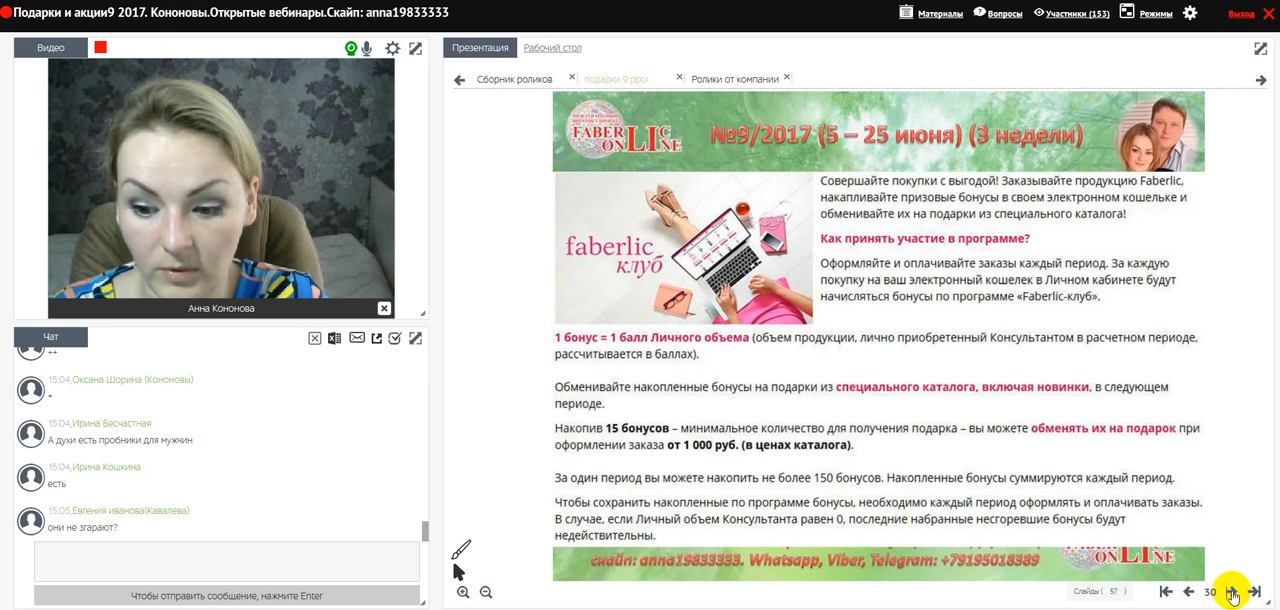 Подарки и акции9 2017. Кононовы.Открытые вебинары.Скайп: anna19833333
Материалы
Вопросы
Участники (153)
Режимы
Выход
Видео
Анна Кононова
Чат
++
15:04,Оксана Шорина (Кононовы)
+
15:04,Ирина Бесчастная
А духи есть пробники для мужчин
15:04,Ирина Кошкина
есть
15:05,Евгения иванова(Кавалева)
они не згарают?
Чтобы отправить сообщение, нажмите Enter
Презентация
Рабочий стол
Сборник роликов
подарки 9.pptx
Ролики от компании
FABERLIC
ONLINE
№9/2017 (5 – 25 июня) (3 недели)
faberlic
клуб
Совершайте покупки с выгодой! Заказывайте продукцию Faberlic,
накапливайте призовые бонусы в своем электронном кошельке и
обменивайте их на подарки из специального каталога!
Как принять участие в программе?
Оформляйте и оплачивайте заказы каждый период. За каждую
покупку на ваш электронный кошелек в Личном кабинете будут
начисляться бонусы по программе «Faberlic-клуб».
1 бонус = 1 балл Личного объема (объем продукции, лично приобретенный Консультантом в расчетном периоде,
рассчитывается в баллах).
Обменивайте накопленные бонусы на подарки из специального каталога, включая новинки, в следующем
периоде.
Накопив 15 бонусов – минимальное количество для получения подарка – вы можете обменять их на подарок при
оформлении заказа от 1 000 руб. (в ценах каталога).
За один период вы можете накопить не более 150 бонусов. Накопленные бонусы суммируются каждый период.
Чтобы сохранить накопленные по программе бонусы, необходимо каждый период оформлять и оплачивать заказы.
В случае, если Личный объем Консультанта равен 0, последние набранные несгоревшие бонусы будут
недействительны.
скайп: anna19833333. Whatsapp, Viber, Telegram: +79195018389
ONLINE
Слайды ( 57 )
30